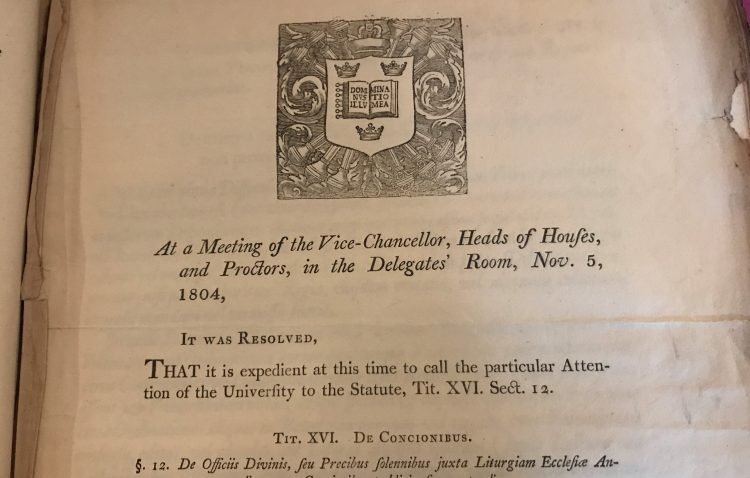 DOMI MINA
NVS TIO
ILLV MEA
At a Meeting of the Vice-Chancellor, Heads of Houſes,
and Proctors, in the Delegates' Room, Nov. 5,
1804,
It was Resolved,
THAT it is expedient at this time to call the particular Atten-
tion of the Univerſity to the Statute, Tit. XVI. Sect. 12.
Tit. XVI. De Concionibus.
§. 12. De Officiis Divinis, ſeu Precibus ſolennibus juxta Liturgiam Eccleſiæ An-